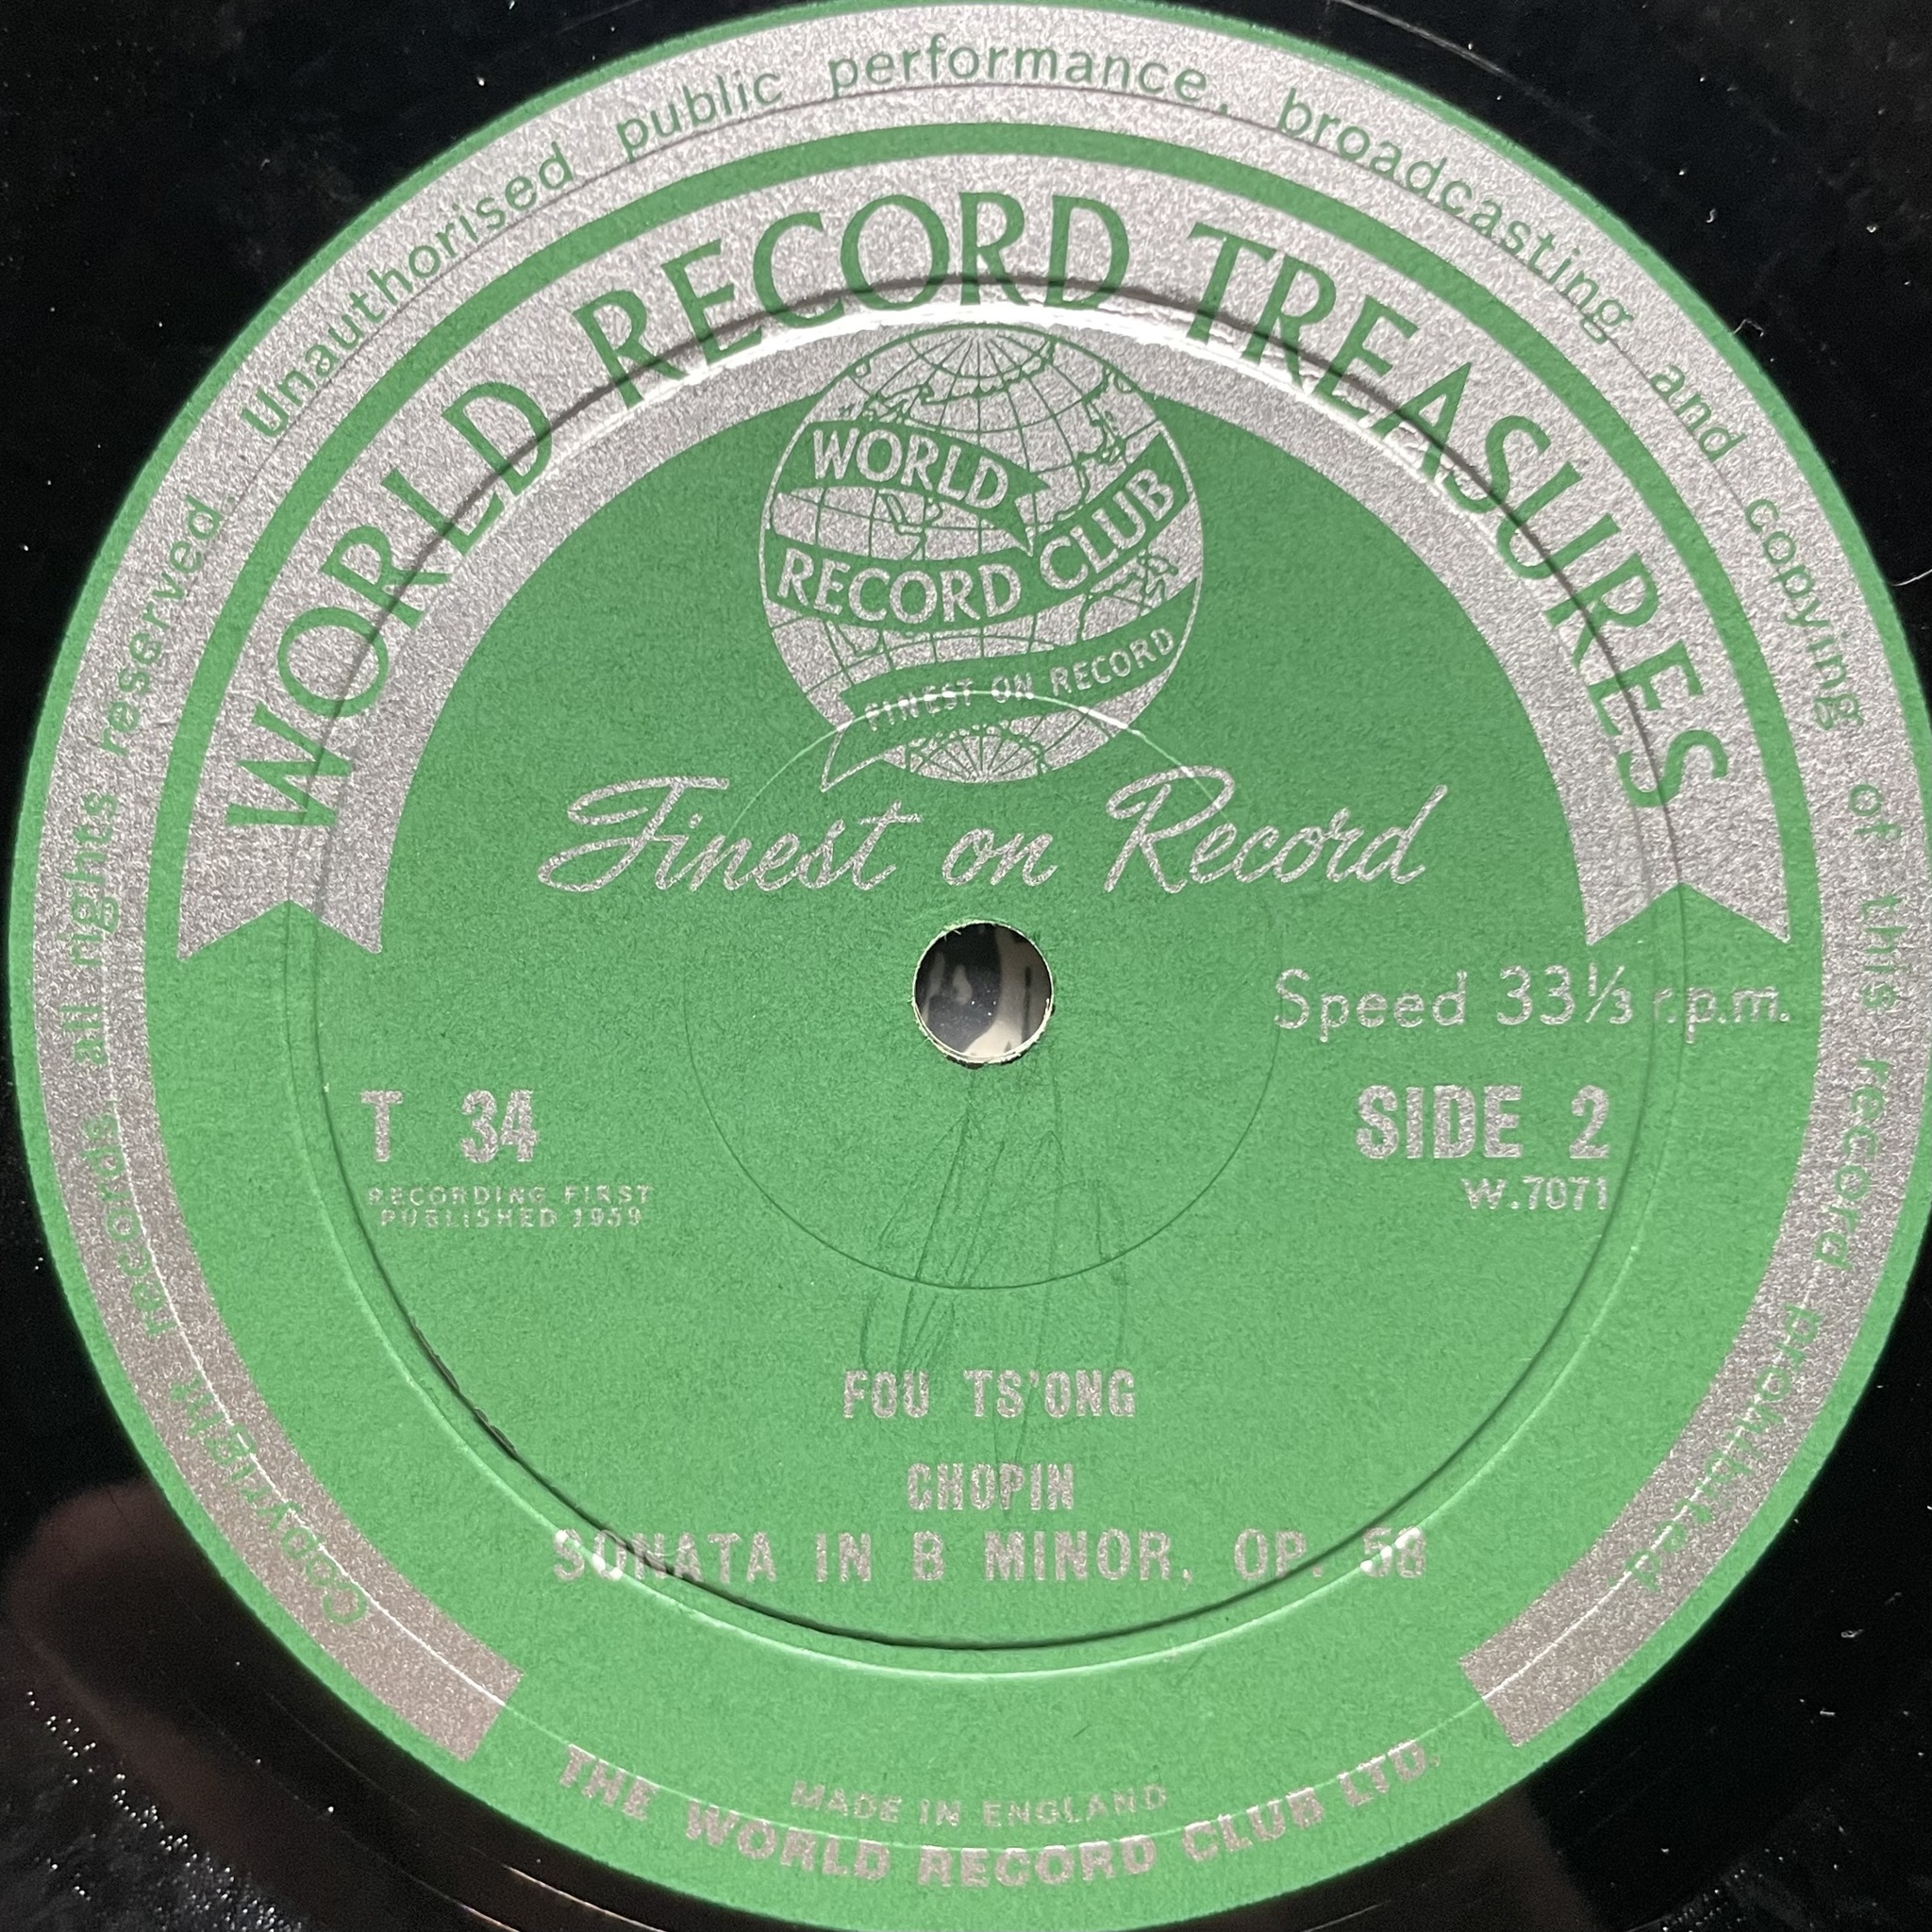 Copyright records all rights reserved. Unauthorised public performance, broadcasting and copying of this record prohibited
WORLD RECORD TREASURES
WORLD
RECORD CLUB
FINEST ON RECORD
Finest on Record
Speed 33⅓ r.p.m.
T 34
SIDE 2
RECORDING FIRST
PUBLISHED 1959
W.7071
FOU TS'ONG
CHOPIN
SONATA IN B MINOR, OP. 58
MADE IN ENGLAND
THE WORLD RECORD CLUB LTD.